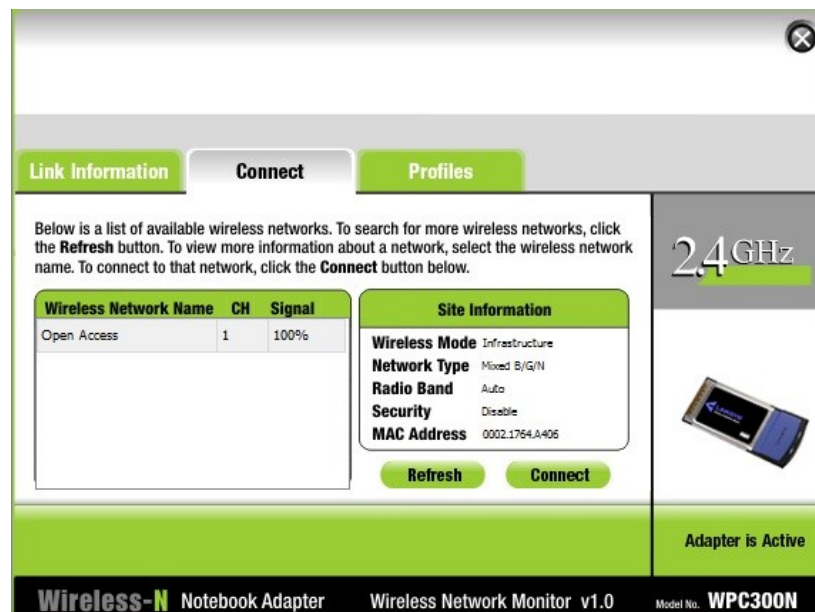 Link Information
Connect
Profiles
Below is a list of available wireless networks. To search for more wireless networks, click
the Refresh button. To view more information about a network, select the wireless network
name. To connect to that network, click the Connect button below.
Wireless Network Name CH Signal
Open Access 1 100%
Site Information
Wireless Mode Infrastructure
Network Type Mixed B/G/N
Radio Band Auto
Security Disable
MAC Address 0002.1764.A406
Refresh
Connect
2.4GHz
LINKSYS
Adapter is Active
Wireless-N Notebook Adapter Wireless Network Monitor v1.0 Model No. WPC300N